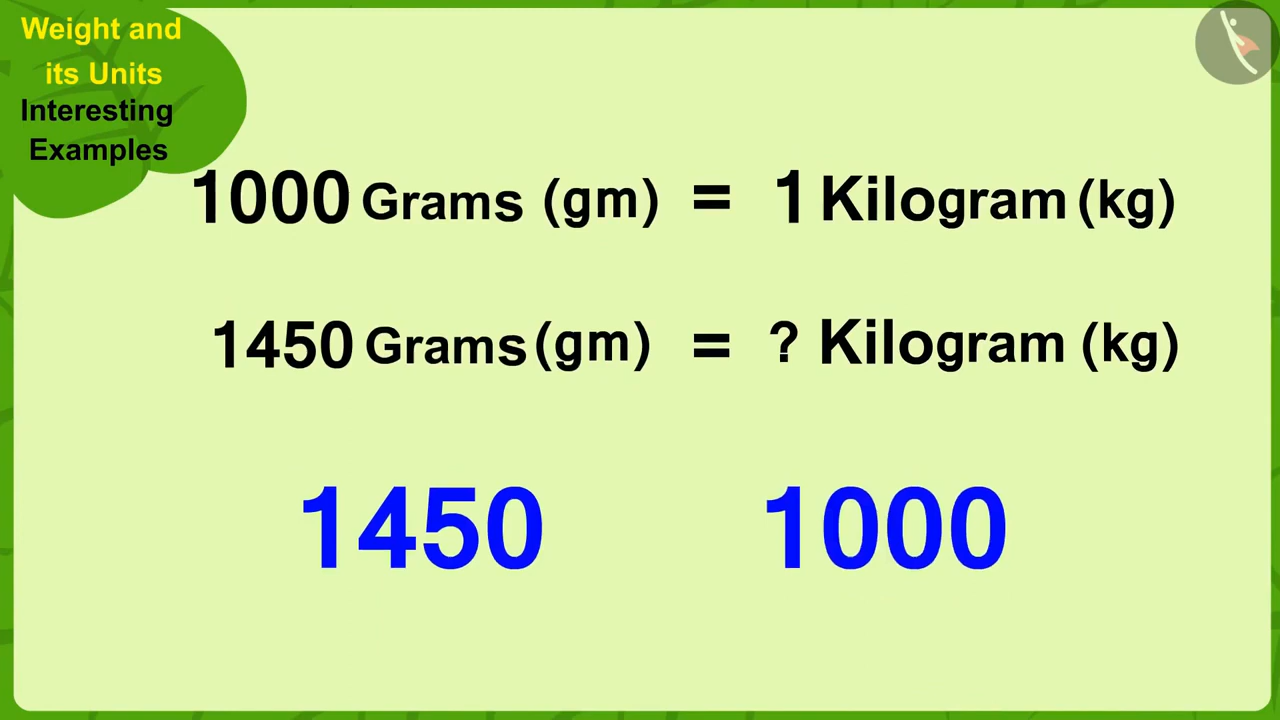 Weight and
its Units
Interesting
Examples
1000 Grams (gm) = 1 Kilogram (kg)
1450 Grams (gm) = ? Kilogram (kg)
1450 1000